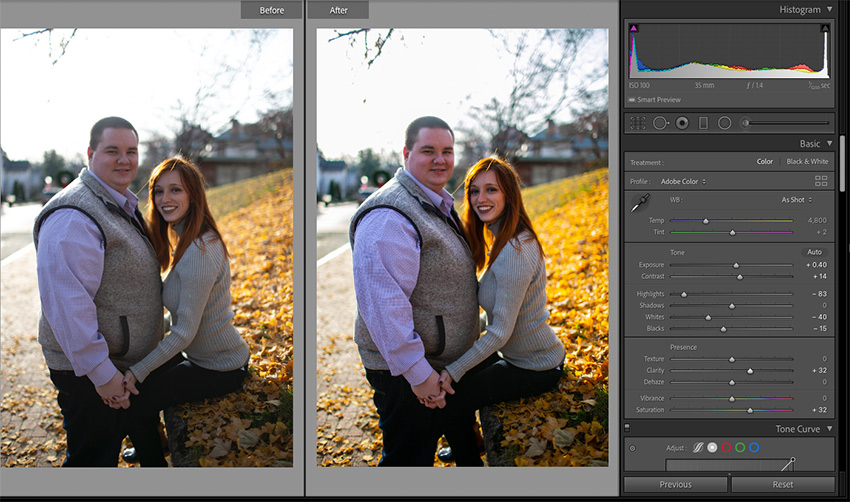 Before
After
Histogram
ISO 100 35 mm ƒ / 1.4 sec
Smart Preview
Basic
Treatment : Color Black & White
Profile : Adobe Color
WB : As Shot
Temp 4,800
Tint + 2
Tone Auto
Exposure + 0.40
Contrast + 14
Highlights − 83
Shadows 0
Whites − 40
Blacks − 15
Presence
Texture 0
Clarity + 32
Dehaze 0
Vibrance 0
Saturation + 32
Tone Curve
Adjust :
Previous Reset